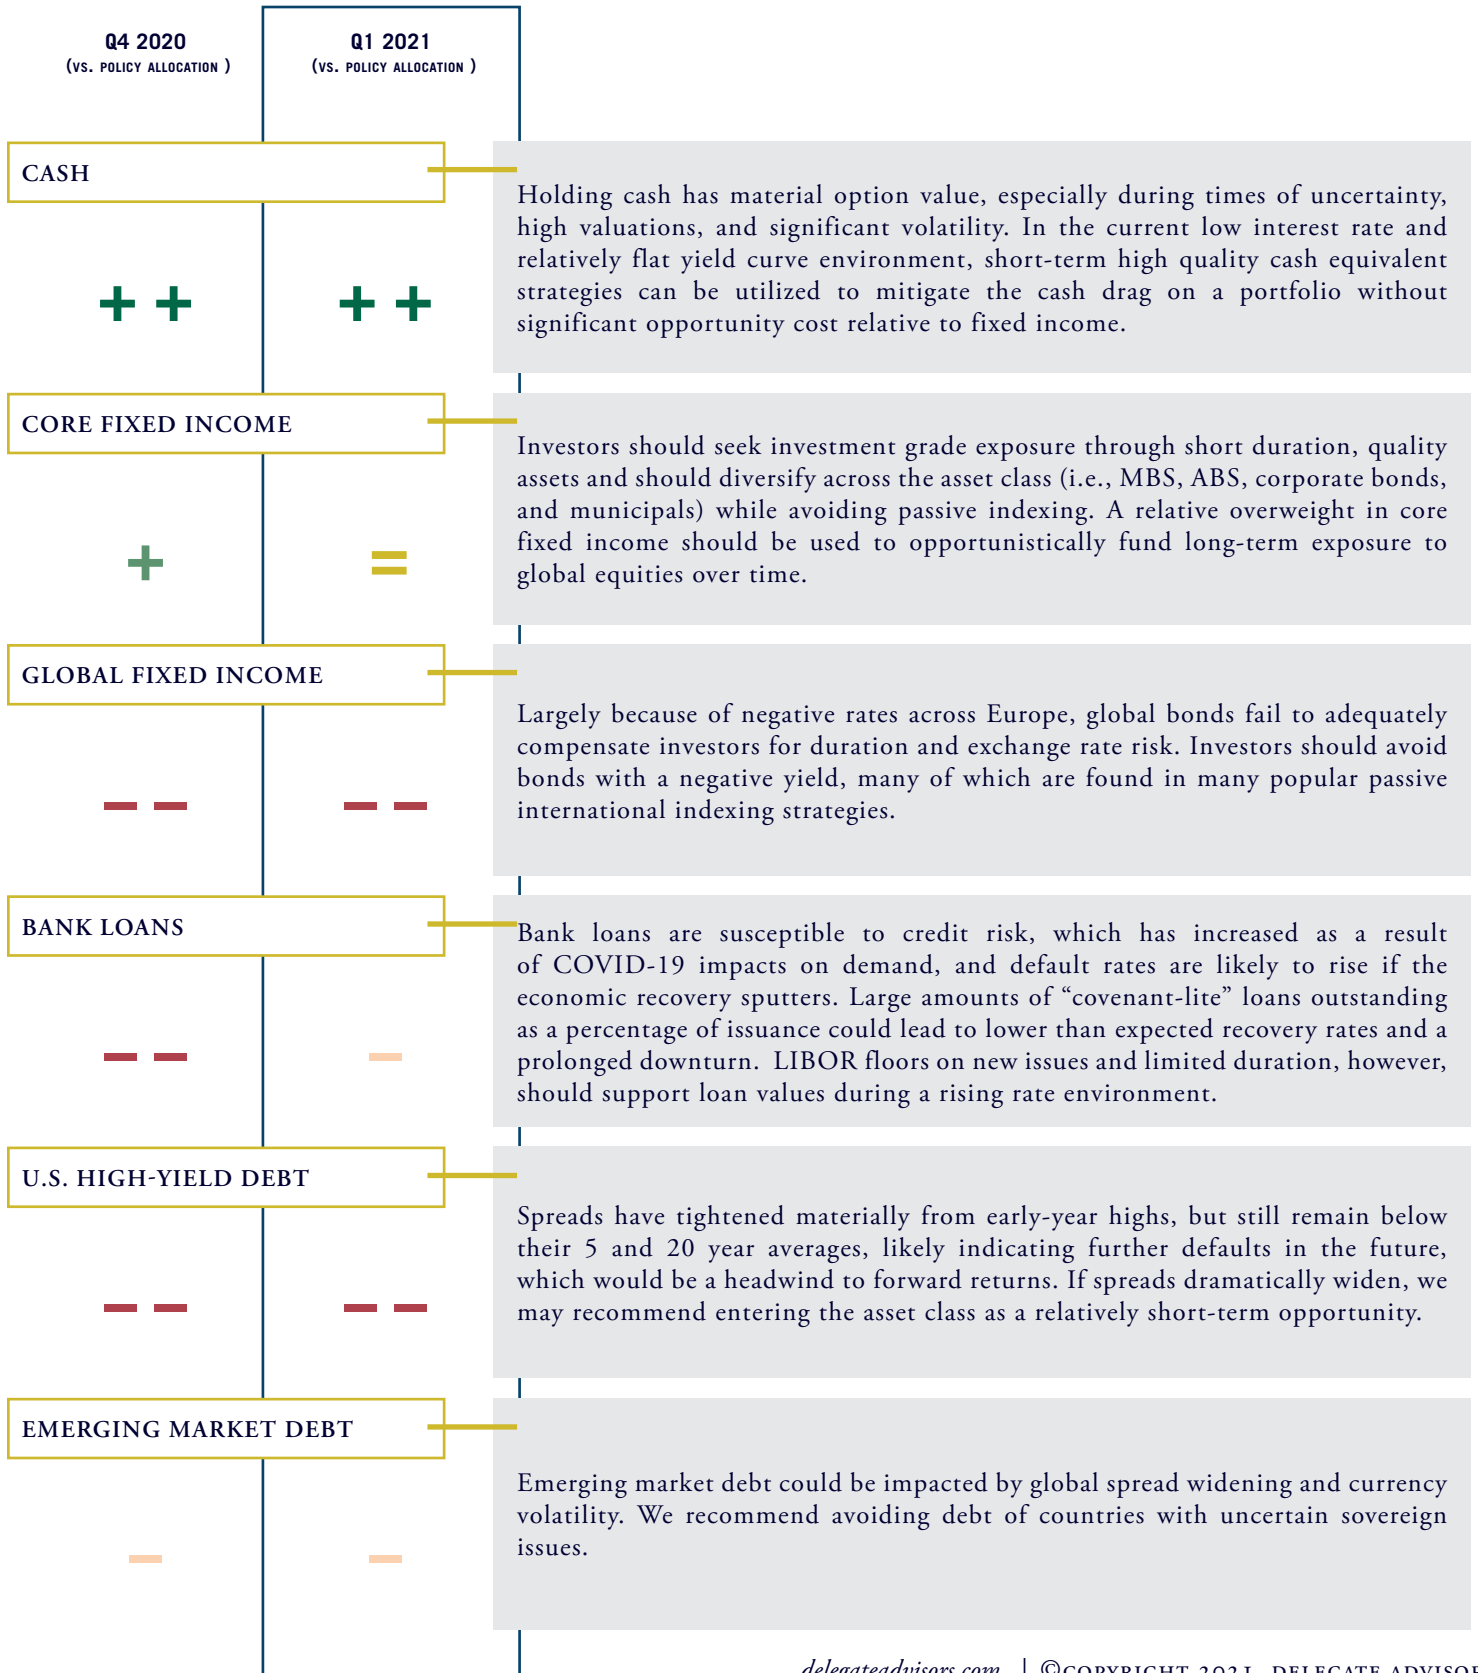 Q4 2020
(VS. POLICY ALLOCATION )
Q1 2021
(VS. POLICY ALLOCATION )
CASH
++
++
Holding cash has material option value, especially during times of uncertainty,
high valuations, and significant volatility. In the current low interest rate and
relatively flat yield curve environment, short-term high quality cash equivalent
strategies can be utilized to mitigate the cash drag on a portfolio without
significant opportunity cost relative to fixed income.
CORE FIXED INCOME
+
=
Investors should seek investment grade exposure through short duration, quality
assets and should diversify across the asset class (i.e., MBS, ABS, corporate bonds,
and municipals) while avoiding passive indexing. A relative overweight in core
fixed income should be used to opportunistically fund long-term exposure to
global equities over time.
GLOBAL FIXED INCOME
– –
– –
Largely because of negative rates across Europe, global bonds fail to adequately
compensate investors for duration and exchange rate risk. Investors should avoid
bonds with a negative yield, many of which are found in many popular passive
international indexing strategies.
BANK LOANS
– –
–
Bank loans are susceptible to credit risk, which has increased as a result
of COVID-19 impacts on demand, and default rates are likely to rise if the
economic recovery sputters. Large amounts of “covenant-lite” loans outstanding
as a percentage of issuance could lead to lower than expected recovery rates and a
prolonged downturn. LIBOR floors on new issues and limited duration, however,
should support loan values during a rising rate environment.
U.S. HIGH-YIELD DEBT
– –
– –
Spreads have tightened materially from early-year highs, but still remain below
their 5 and 20 year averages, likely indicating further defaults in the future,
which would be a headwind to forward returns. If spreads dramatically widen, we
may recommend entering the asset class as a relatively short-term opportunity.
EMERGING MARKET DEBT
–
–
Emerging market debt could be impacted by global spread widening and currency
volatility. We recommend avoiding debt of countries with uncertain sovereign
issues.
delegateadvisors.com | ©COPYRIGHT 2021, DELEGATE